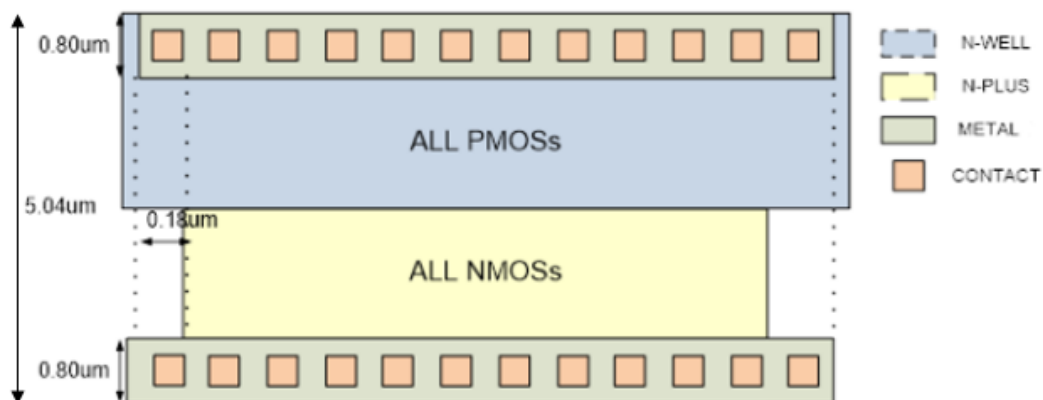 0.80um
N-WELL
N-PLUS
METAL
ALL PMOSs
CONTACT
5.04um
0.18um
ALL NMOSs
0.80um